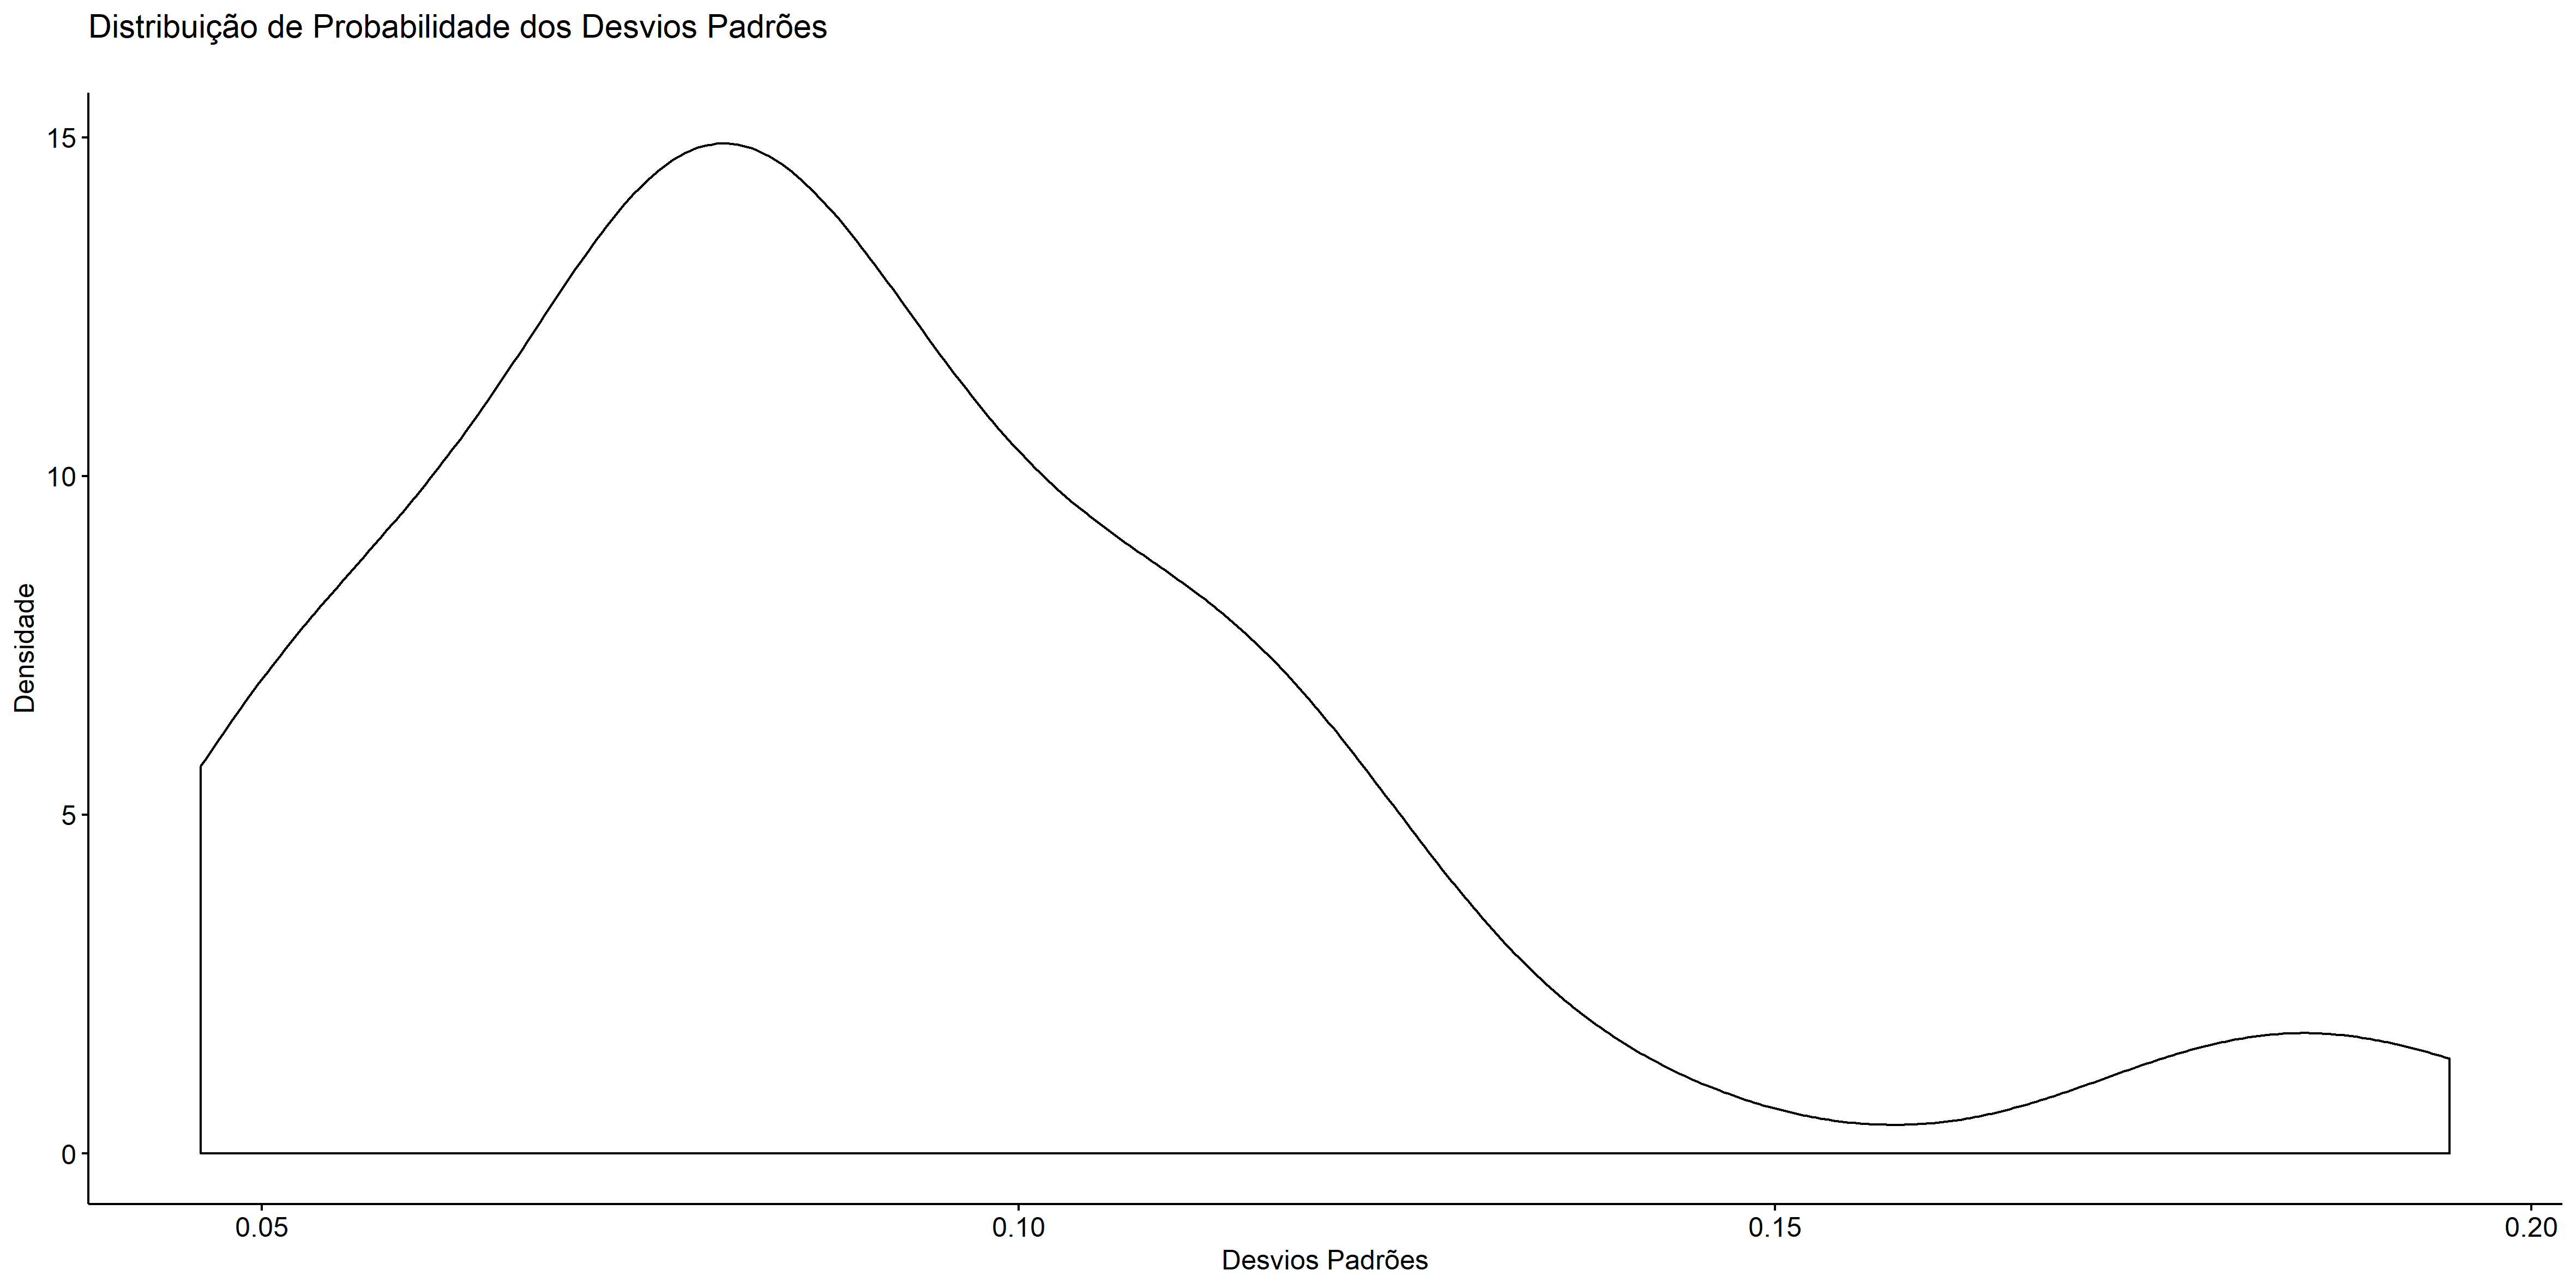 Distribuição de Probabilidade dos Desvios Padrões
15
10
5
0
Densidade
0.05 0.10 0.15 0.20
Desvios Padrões